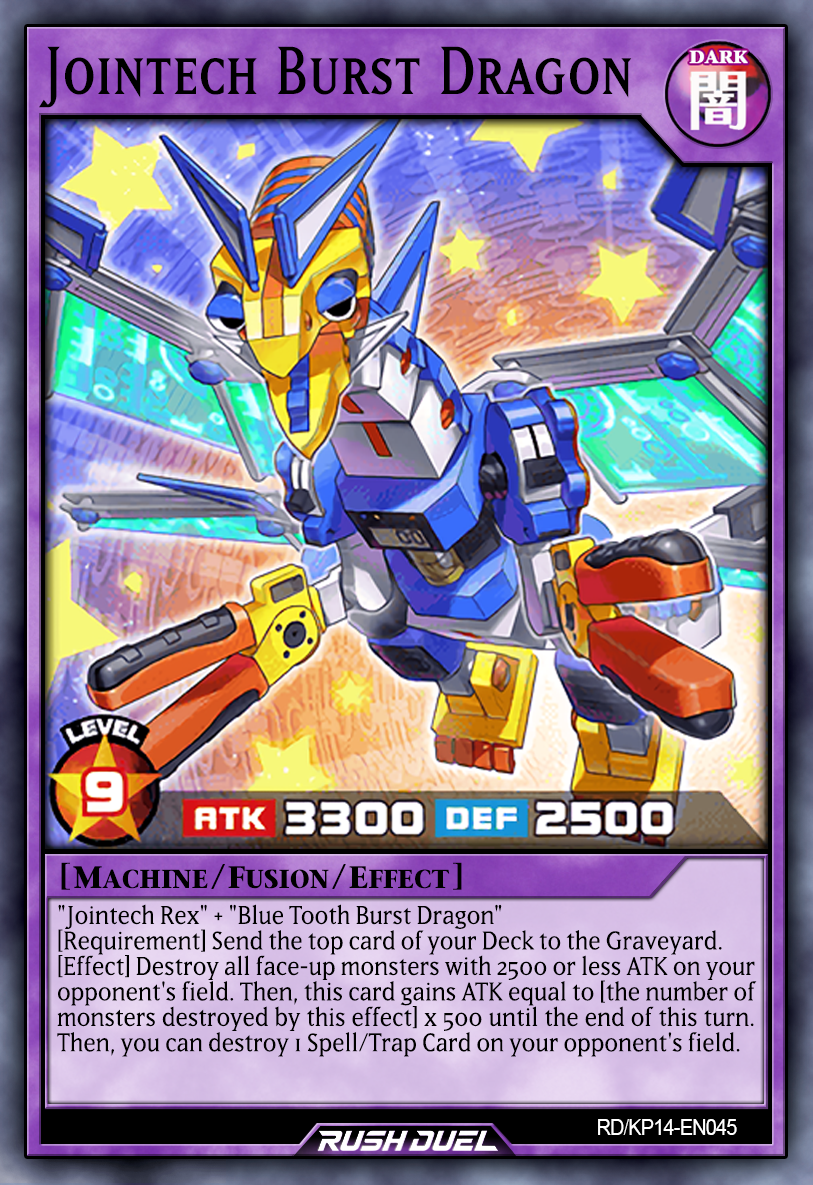 Jointech Burst Dragon
DARK
闇
00
LEVEL
9
ATK 3300 DEF 2500
[Machine/Fusion/Effect]
"Jointech Rex" + "Blue Tooth Burst Dragon"
[Requirement] Send the top card of your Deck to the Graveyard.
[Effect] Destroy all face-up monsters with 2500 or less ATK on your
opponent's field. Then, this card gains ATK equal to [the number of
monsters destroyed by this effect] x 500 until the end of this turn.
Then, you can destroy 1 Spell/Trap Card on your opponent's field.
RD/KP14-EN045
RUSH DUEL